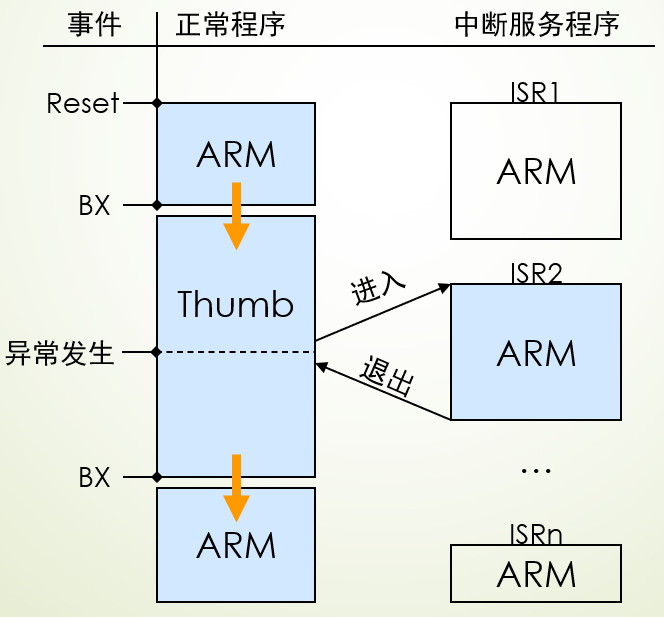 事件 正常程序 中断服务程序
Reset
ARM
ISR1
ARM
BX
Thumb
进入
ISR2
ARM
异常发生
退出
BX
…
ARM
ISRn
ARM